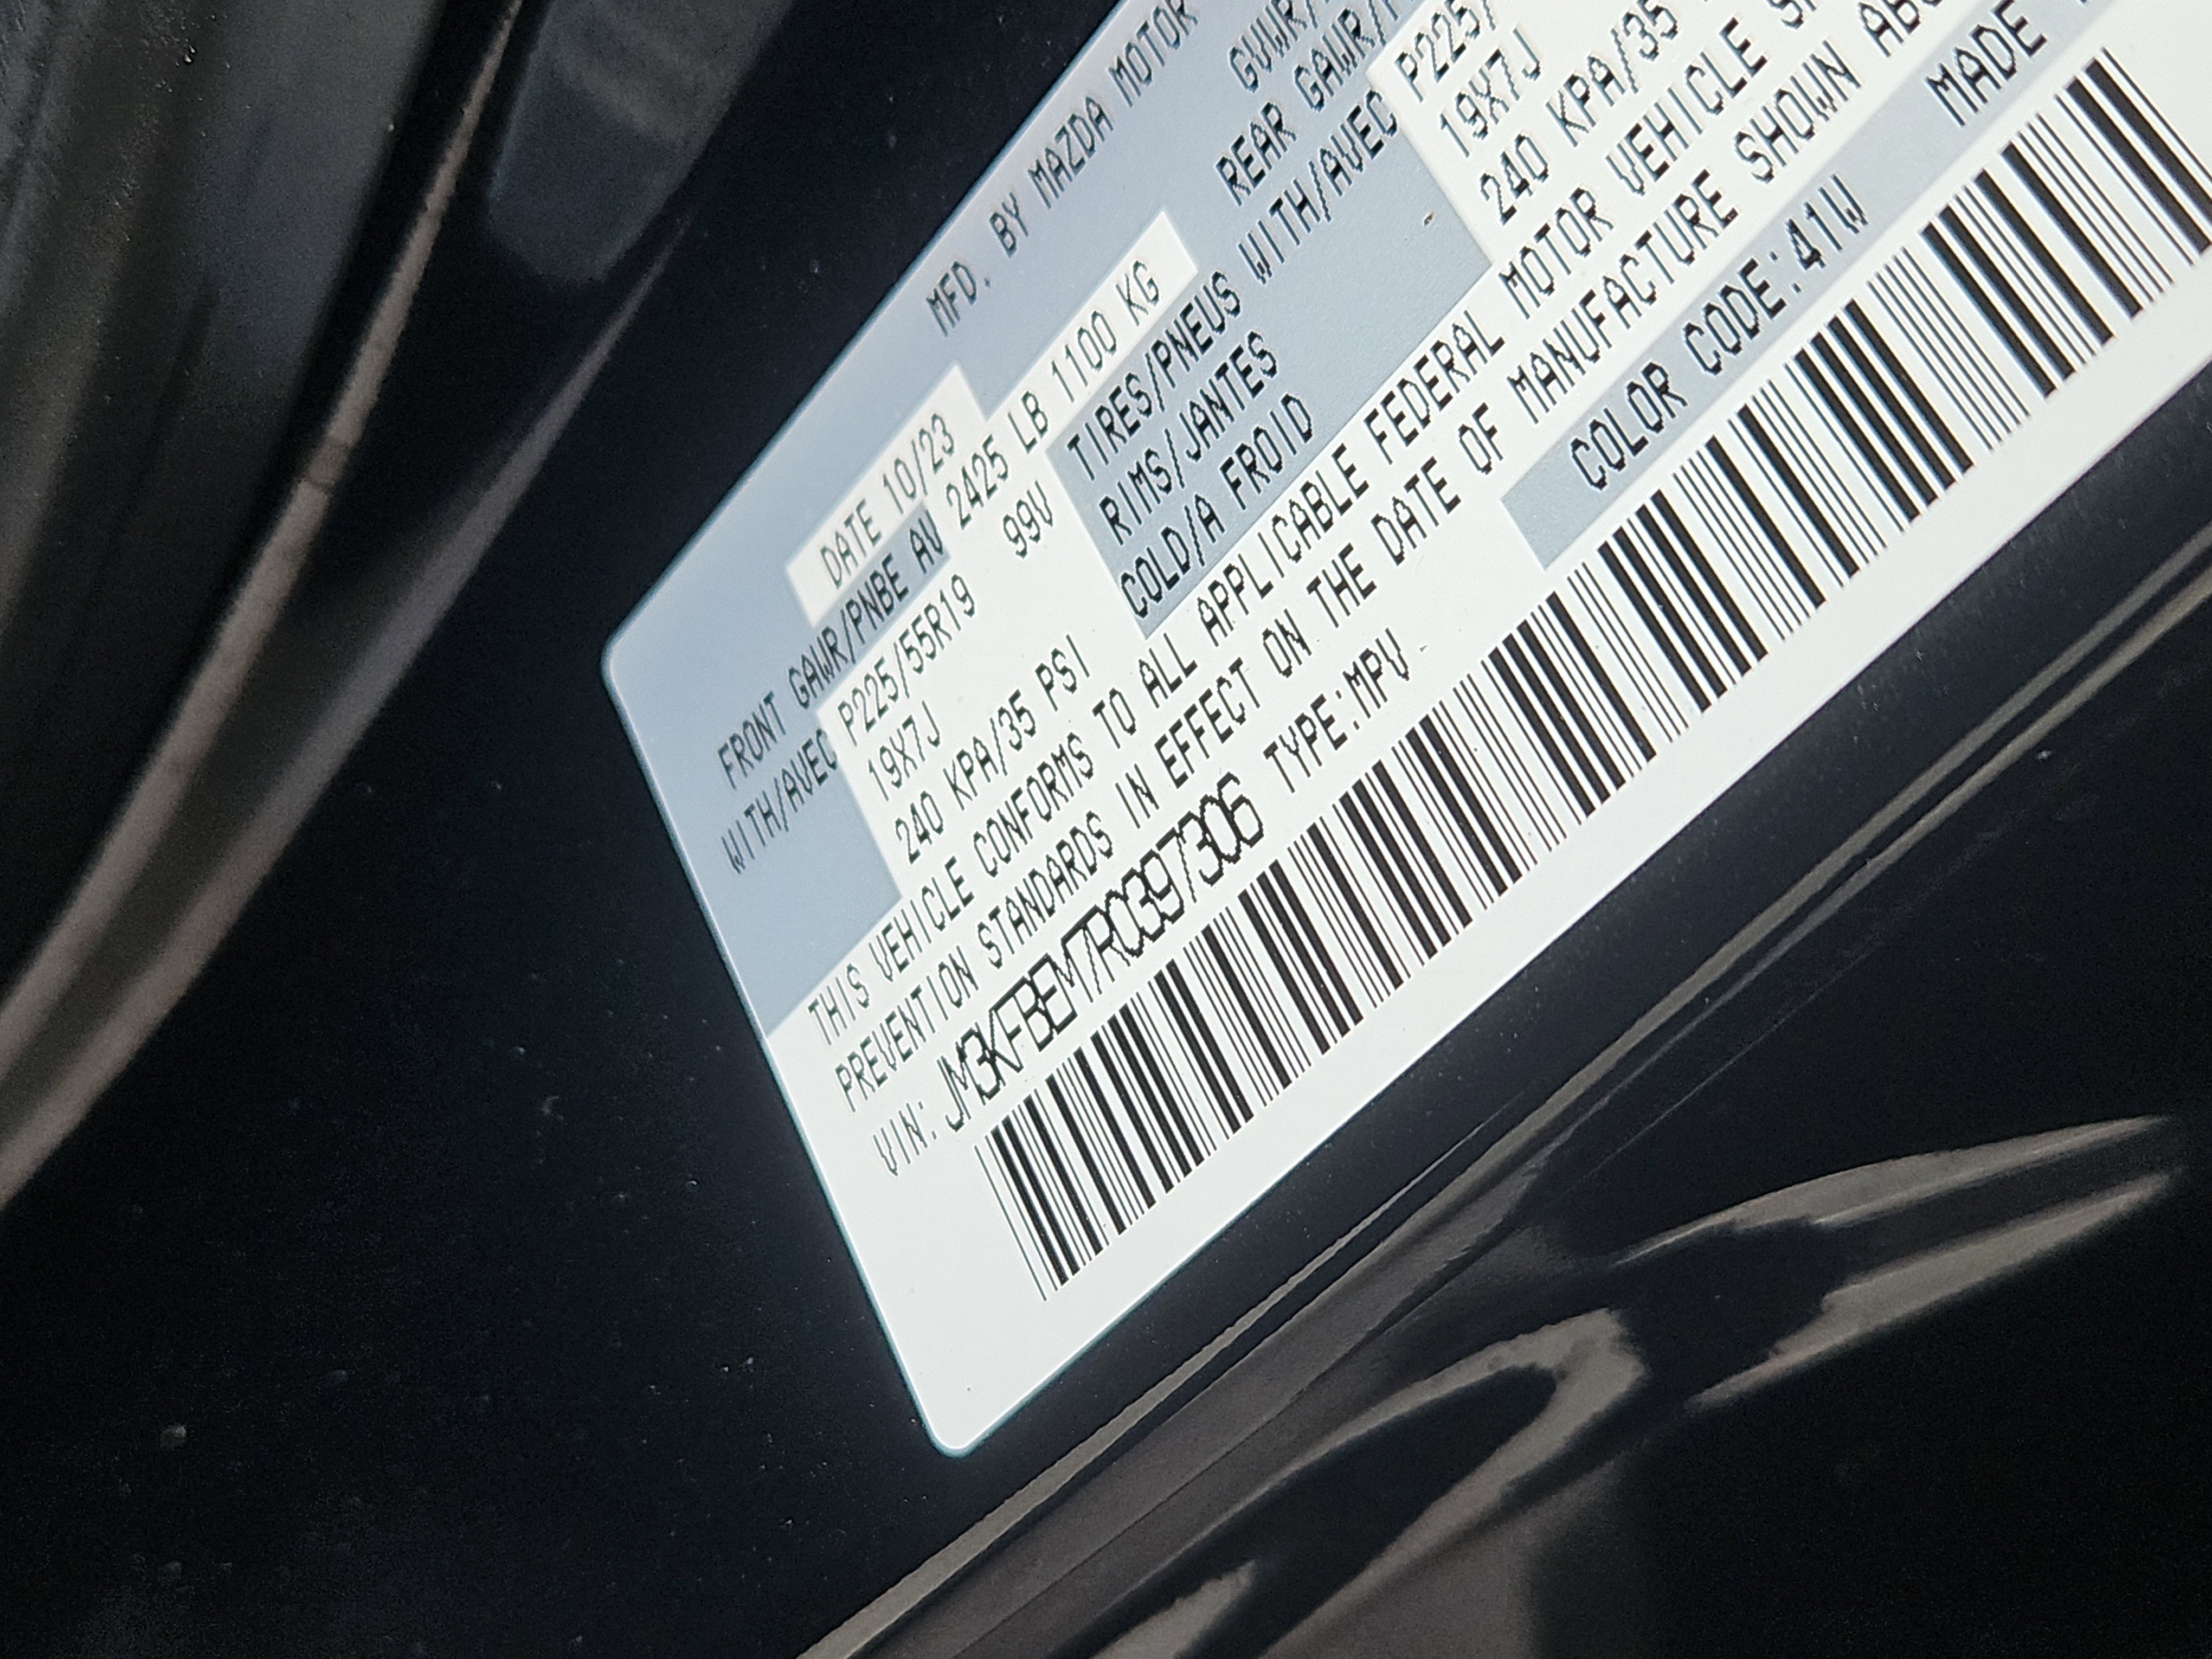 MFD. BY MAZDA MOTOR
DATE 10/'23
GVWR/
FRONT GAWR/PNBE AV 2425 LB 1100 KG REAR GAWR/
WITH/AVEC P225/55R19 99V TIRES/PNEUS WITH/AVEC P225/
19X7J RIMS/JANTES 19X7J
240 KPA/35 PSI COLD/A FROID 240 KPA/35
THIS VEHICLE CONFORMS TO ALL APPLICABLE FEDERAL MOTOR VEHICLE
PREVENTION STANDARDS IN EFFECT ON THE DATE OF MANUFACTURE SHOWN
VIN: JM3KFBEM7R0397306 TYPE:MPV COLOR CODE:41W MADE